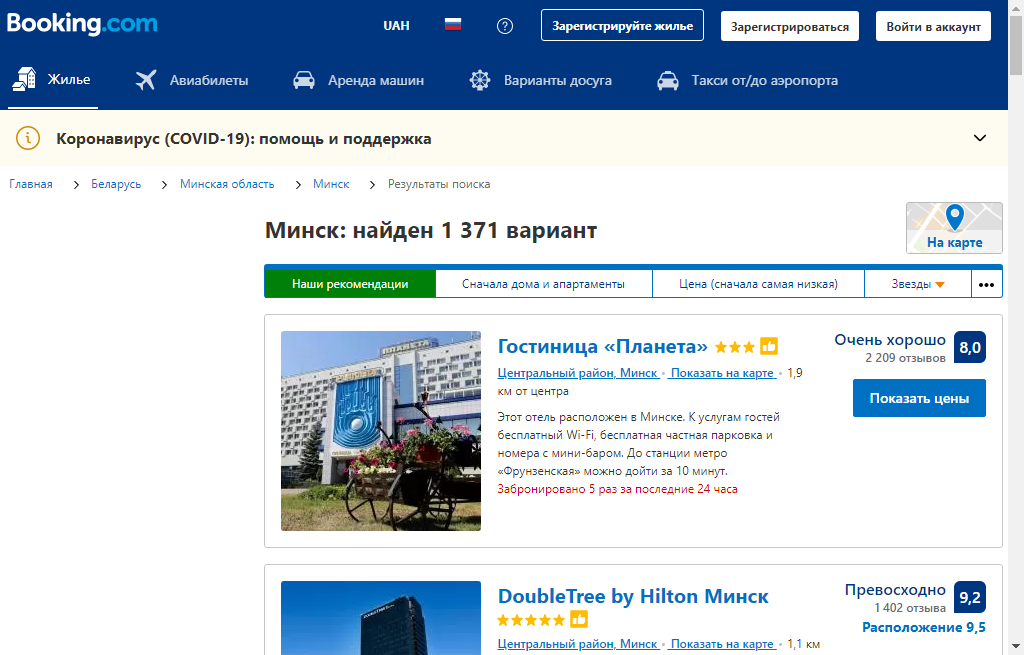 Booking.com
UAH
Зарегистрируйте жилье
Зарегистрироваться
Войти в аккаунт
Жилье
Авиабилеты
Аренда машин
Варианты досуга
Такси от/до аэропорта
Коронавирус (COVID-19): помощь и поддержка
Главная
Беларусь
Минская область
Минск
Результаты поиска
Минск: найден 1 371 вариант
На карте
Наши рекомендации
Сначала дома и апартаменты
Цена (сначала самая низкая)
Звезды
ПЛАНЕТА
Гостиница «Планета»
Очень хорошо
2 209 отзывов
8,0
Центральный район, Минск • Показать на карте • 1,9
км от центра
Показать цены
Этот отель расположен в Минске. К услугам гостей
бесплатный Wi-Fi, бесплатная частная парковка и
номера с мини-баром. До станции метро
«Фрунзенская» можно дойти за 10 минут.
Забронировано 5 раз за последние 24 часа
DOUBLETREE
DoubleTree by Hilton Минск
Превосходно
1 402 отзыва
9,2
Расположение 9,5
Центральный район, Минск • Показать на карте • 1,1 км